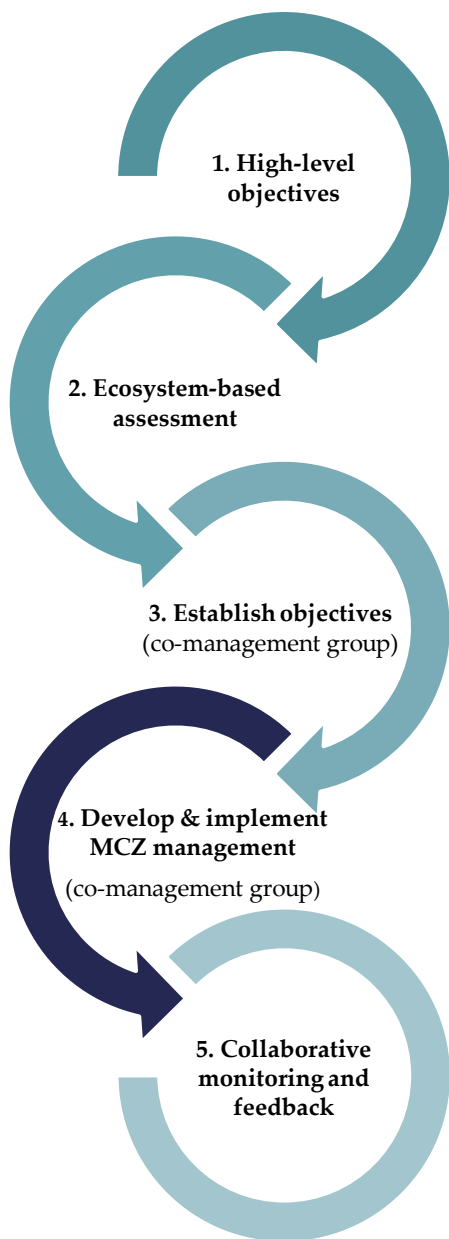 1. High-level
objectives
2. Ecosystem-based
assessment
3. Establish objectives
(co-management group)
4. Develop & implement
MCZ management
(co-management group)
5. Collaborative
monitoring and
feedback